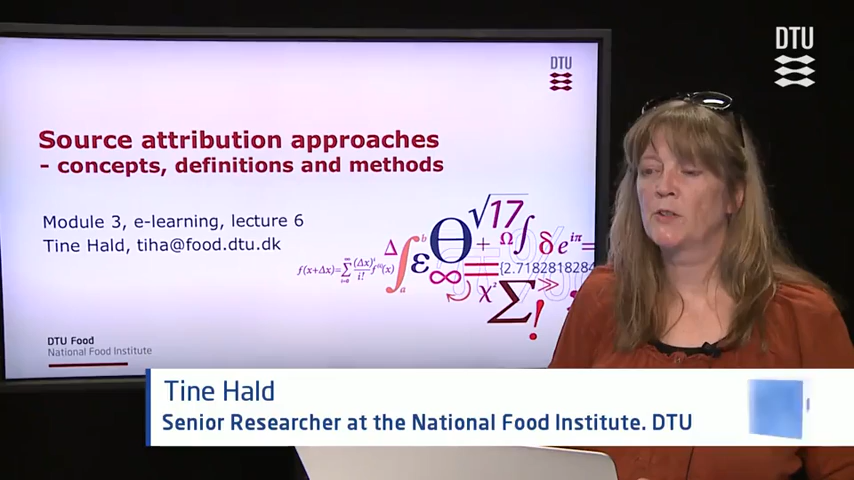 DTU
DTU
Source attribution approaches
- concepts, definitions and methods
Module 3, e-learning, lecture 6
Tine Hald, tiha@food.dtu.dk
DTU Food
National Food Institute
Tine Hald
Senior Researcher at the National Food Institute. DTU